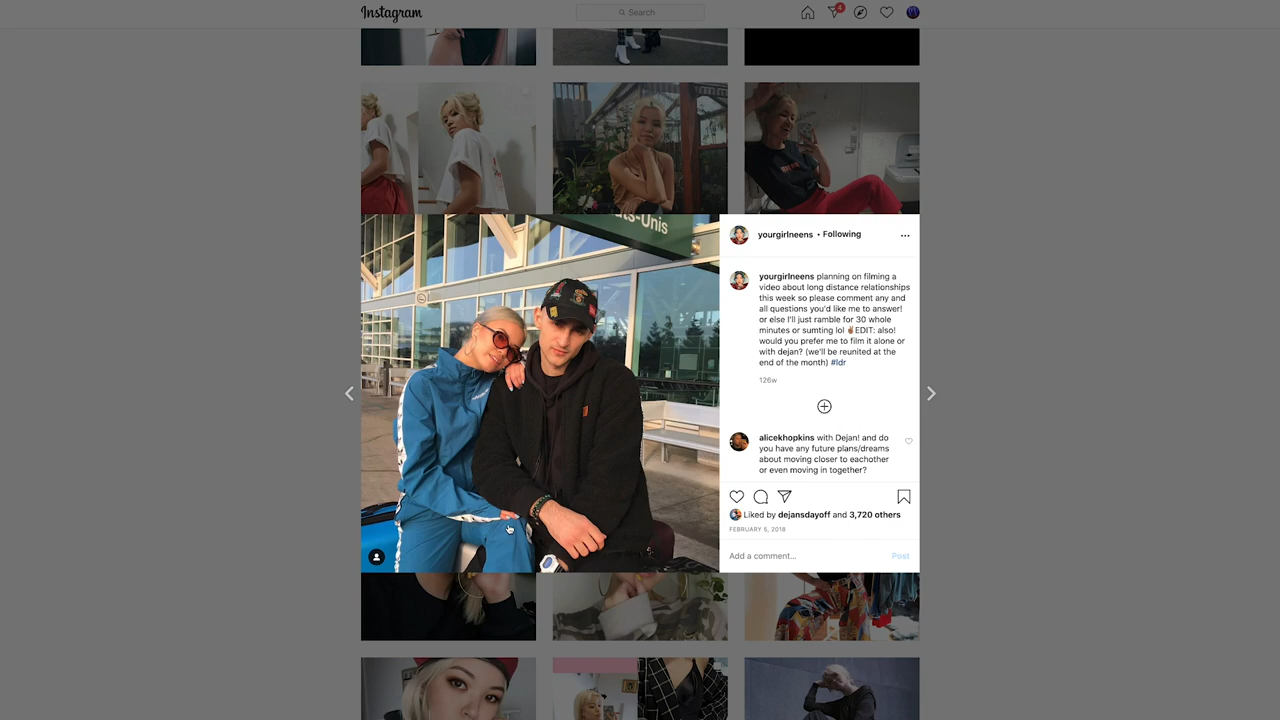 Instagram
Search
4
ts-Unis
yourgirlneens • Following
yourgirlneens planning on filming a
video about long distance relationships
this week so please comment any and
all questions you'd like me to answer!
or else I'll just ramble for 30 whole
minutes or sumting lol ✌🏽EDIT: also!
would you prefer me to film it alone or
with dejan? (we'll be reunited at the
end of the month) #ldr
126w
alicekhopkins with Dejan! and do
you have any future plans/dreams
about moving closer to eachother
or even moving in together?
Liked by dejansdayoff and 3,720 others
FEBRUARY 5, 2018
Add a comment...
Post